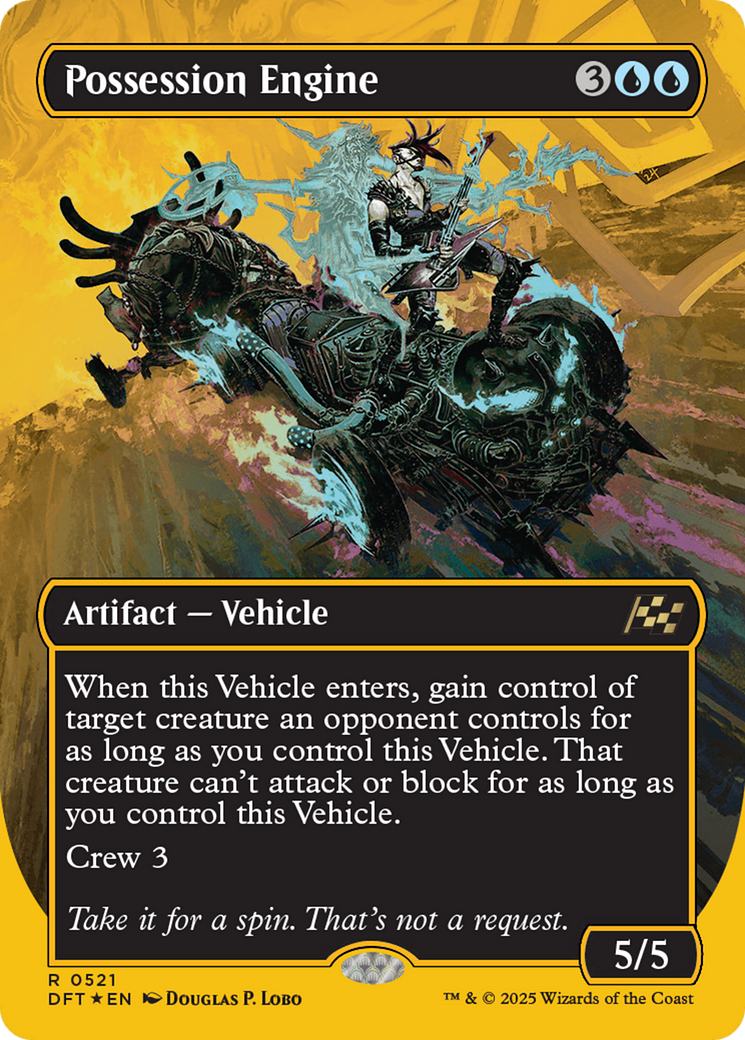 Possession Engine 3
'24
Artifact — Vehicle
When this Vehicle enters, gain control of
target creature an opponent controls for
as long as you control this Vehicle. That
creature can't attack or block for as long as
you control this Vehicle.
Crew 3
Take it for a spin. That's not a request.
5/5
R 0521
DFT★EN Douglas P. Lobo
™ & © 2025 Wizards of the Coast